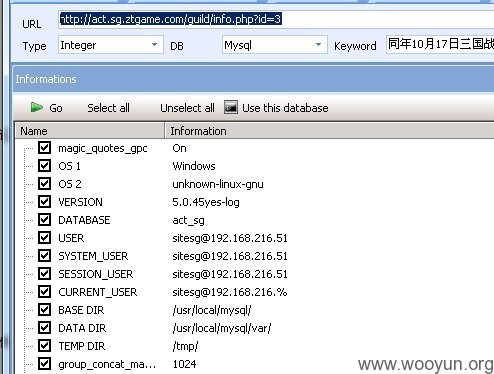 URL http://act.sg.ztgame.com/guild/info.php?id=3
Type Integer DB Mysql Keyword 同年10月17日三国战
Informations
Go Select all Unselect all Use this database
Name Information
magic_quotes_gpc On
OS 1 Windows
OS 2 unknown-linux-gnu
VERSION 5.0.45yes-log
DATABASE act_sg
USER sitesg@192.168.216.51
SYSTEM_USER sitesg@192.168.216.51
SESSION_USER sitesg@192.168.216.51
CURRENT_USER sitesg@192.168.216.%
BASE DIR /usr/local/mysql/
DATA DIR /usr/local/mysql/var/
TEMP DIR /tmp/
group_concat_ma... 1024
www.wooyun.org